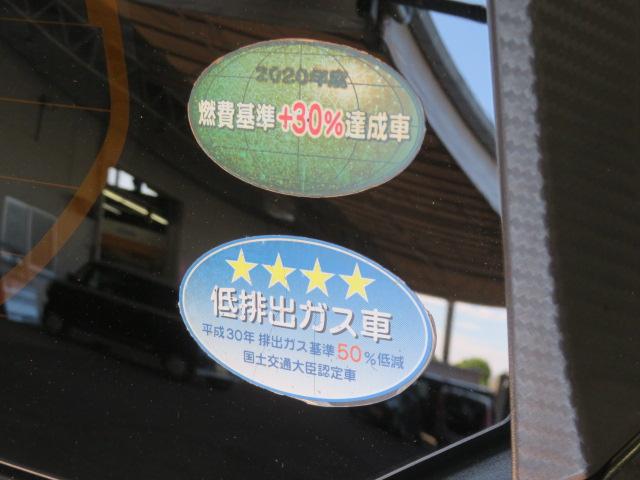 2020年度
燃費基準+30%達成車
低排出ガス車
平成30年 排出ガス基準50%低減
国土交通大臣認定車